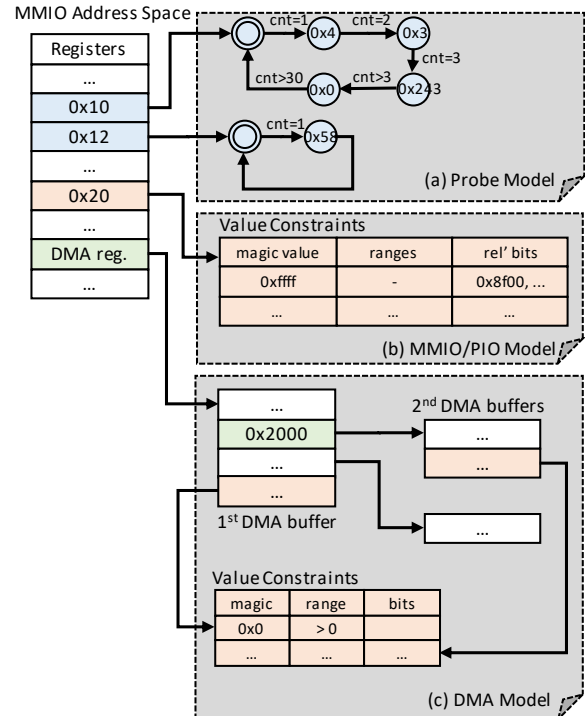 MMIO Address Space
Registers
...
0x10
0x12
...
0x20
...
DMA reg.
...
cnt=1
0x4
cnt=2
0x3
cnt=3
0x243
cnt>3
0x0
cnt>30
cnt=1
0x58
(a) Probe Model
Value Constraints
magic value ranges rel’ bits
0xffff - 0x8f00, ...
... ... ...
(b) MMIO/PIO Model
...
0x2000
...
...
1st DMA buffer
2nd DMA buffers
...
...
...
Value Constraints
magic range bits
0x0 > 0
... ... ...
(c) DMA Model